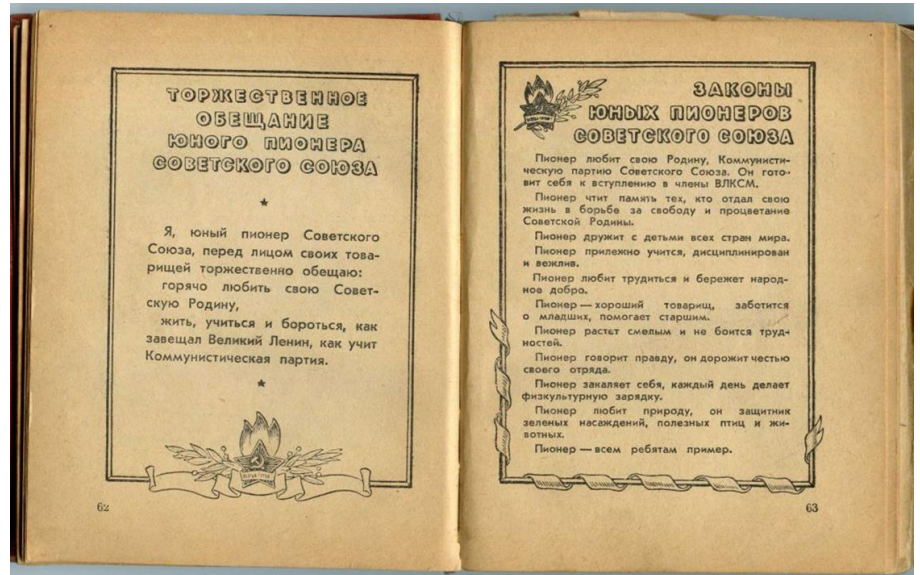 ТОРЖЕСТВЕННОЕ
ОБЕЩАНИЕ
ЮНОГО ПИОНЕРА
СОВЕТСКОГО СОЮЗА
Я, юный пионер Советского
Союза, перед лицом своих това-
рищей торжественно обещаю:
горячо любить свою Совет-
скую Родину,
жить, учиться и бороться, как
завещал Великий Ленин, как учит
Коммунистическая партия.
62
ЗАКОНЫ
ЮНЫХ ПИОНЕРОВ
СОВЕТСКОГО СОЮЗА
Пионер любит свою Родину, Коммунисти-
ческую партию Советского Союза. Он гото-
вит себя к вступлению в члены ВЛКСМ.
Пионер чтит память тех, кто отдал свою
жизнь в борьбе за свободу и процветание
Советской Родины.
Пионер дружит с детьми всех стран мира.
Пионер прилежно учится, дисциплинирован
и вежлив.
Пионер любит трудиться и бережет народ-
ное добро.
Пионер — хороший товарищ, заботится
о младших, помогает старшим.
Пионер растет смелым и не боится труд-
ностей.
Пионер говорит правду, он дорожит честью
своего отряда.
Пионер закаляет себя, каждый день делает
физкультурную зарядку.
Пионер любит природу, он защитник
зеленых насаждений, полезных птиц и жи-
вотных.
Пионер — всем ребятам пример.
63